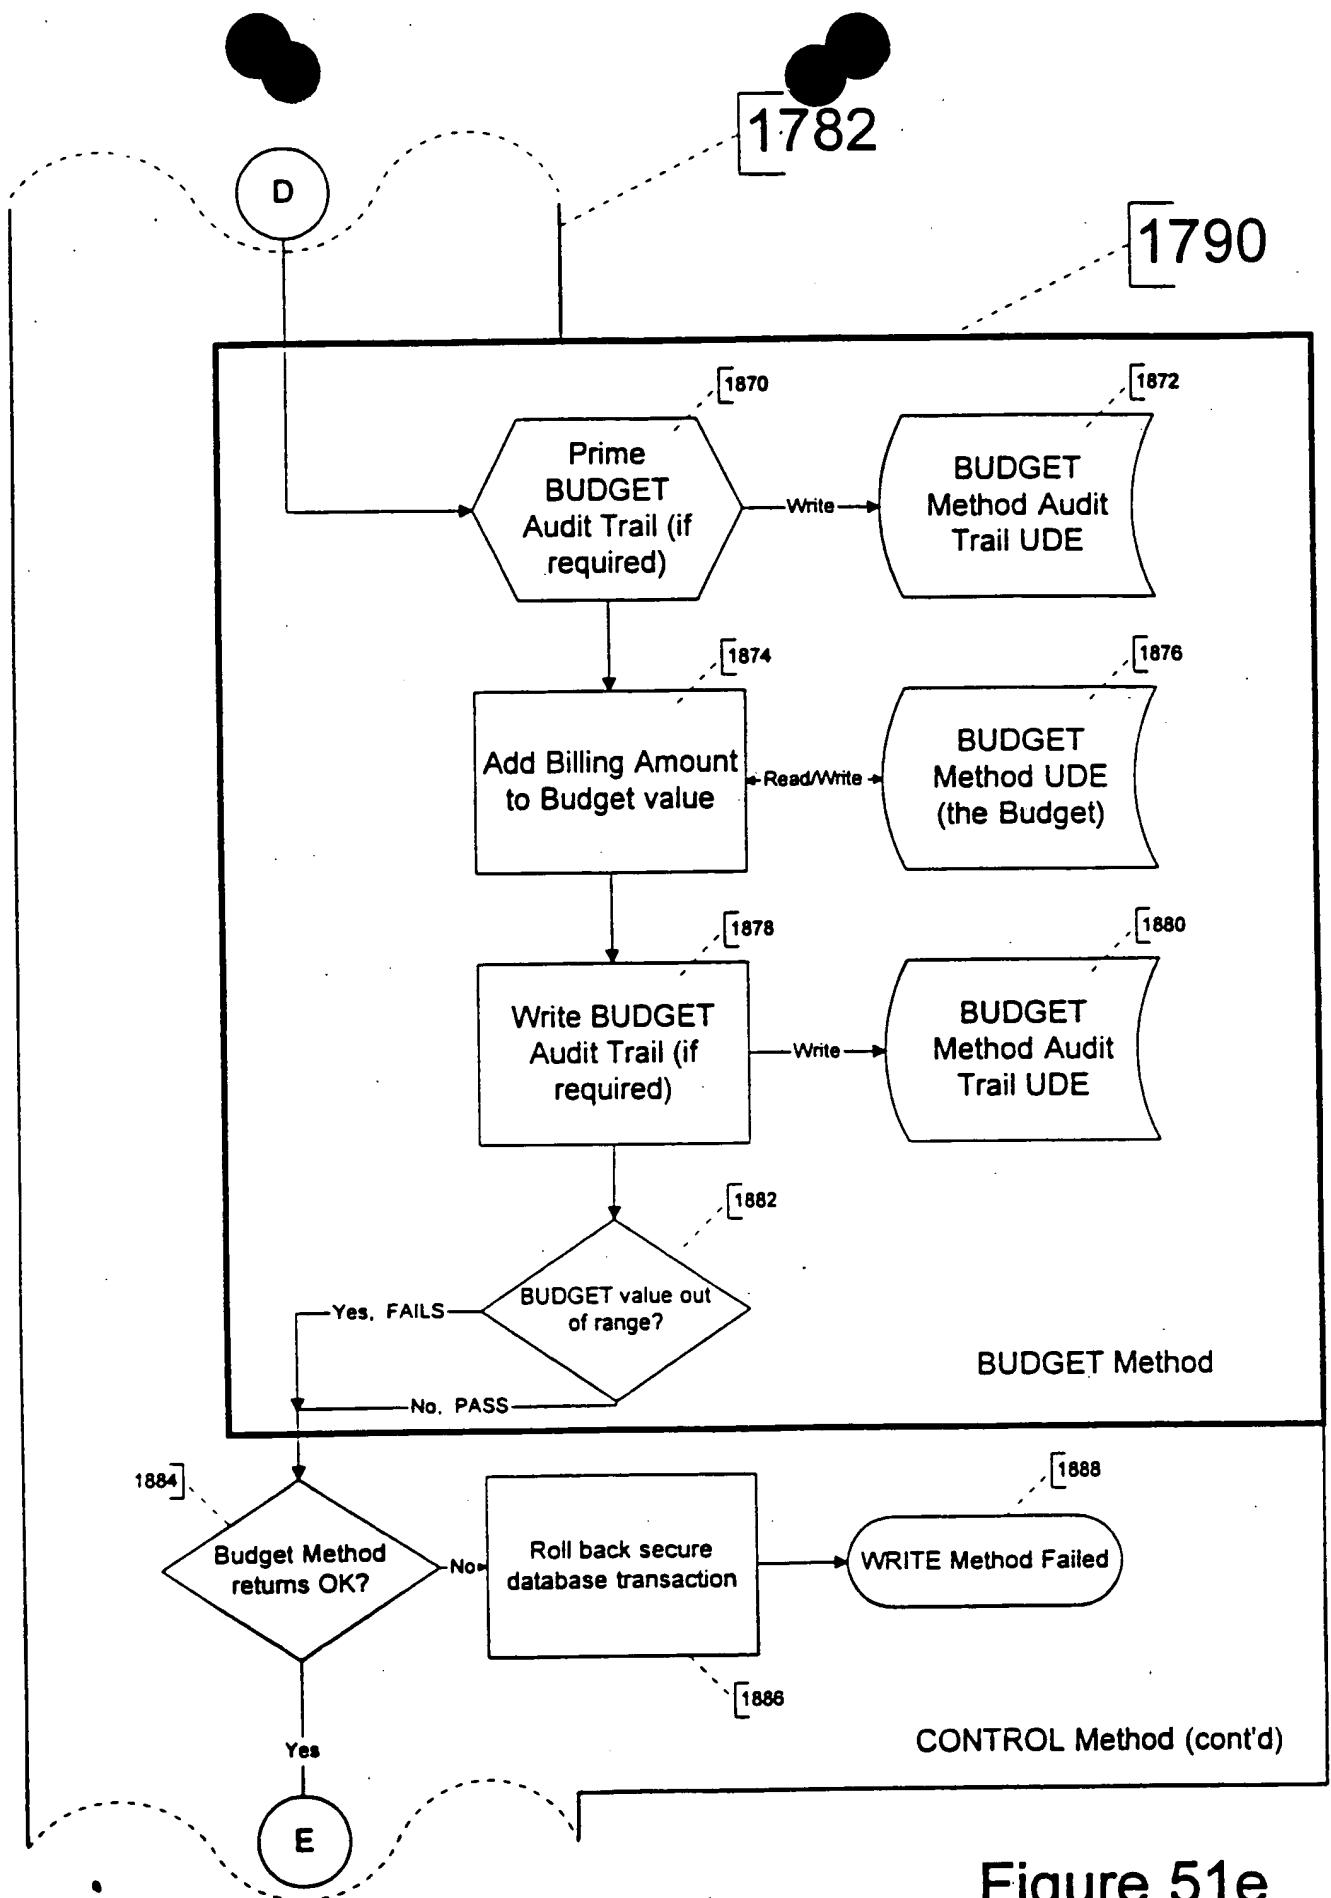 1782
D
1790
1870
1872
Prime
BUDGET
Audit Trail (if
required)
Write
BUDGET
Method Audit
Trail UDE
1874
1876
Add Billing Amount
to Budget value
Read/Write
BUDGET
Method UDE
(the Budget)
1878
1880
Write BUDGET
Audit Trail (if
required)
Write
BUDGET
Method Audit
Trail UDE
1882
BUDGET value out
of range?
Yes, FAILS
No, PASS
BUDGET Method
1884
1888
Budget Method
returns OK?
No
Roll back secure
database transaction
WRITE Method Failed
1886
Yes
CONTROL Method (cont'd)
E
Figure 51e